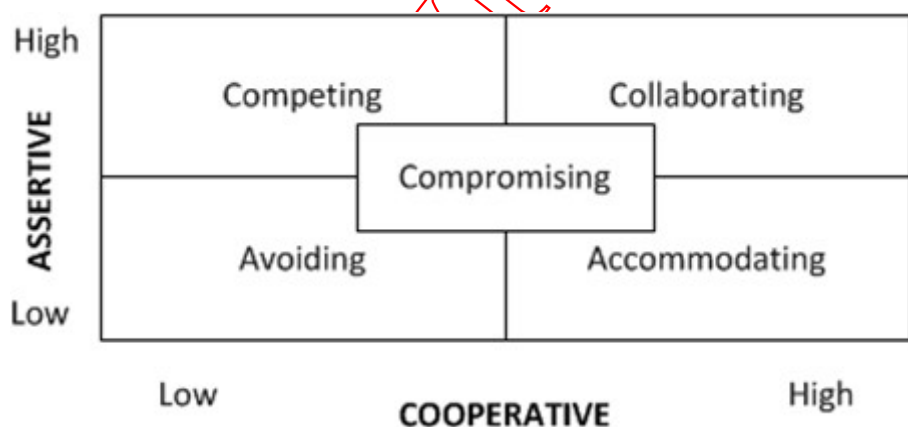 High
Competing
Collaborating
ASSERTIVE
Compromising
Avoiding
Accommodating
Low
Low
High
COOPERATIVE